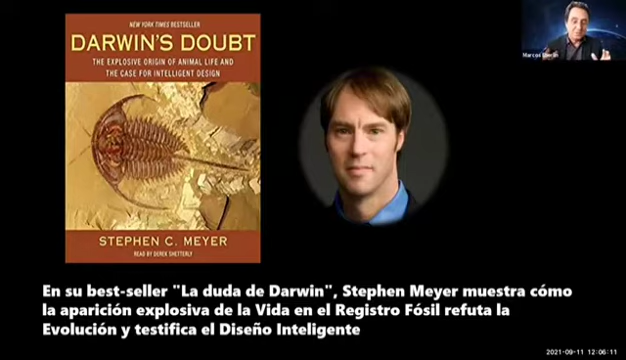 NEW YORK TIMES BESTSELLER
DARWIN'S DOUBT
THE EXPLOSIVE ORIGIN OF ANIMAL LIFE AND
THE CASE FOR INTELLIGENT DESIGN
STEPHEN C. MEYER
READ BY DEREK SHETTERLY
Marcos Eberlin
En su best-seller "La duda de Darwin", Stephen Meyer muestra cómo
la aparición explosiva de la Vida en el Registro Fósil refuta la
Evolución y testifica el Diseño Inteligente
2021-09-11 12:06:11